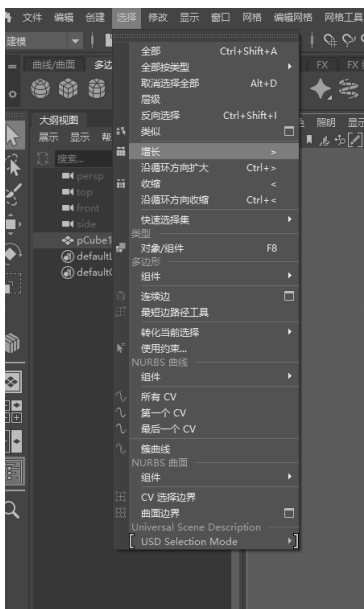 文件 编辑 创建 选择 修改 显示 窗口 网格 编辑网格 网格工具
建模
曲线/曲面 多边 FX FX
大纲视图
展示 显示 帮
照明 显示
搜索...
persp
top
front
side
pCube1
defaultL
defaultO
全部 Ctrl+Shift+A
全部按类型
取消选择全部 Alt+D
层级
反向选择 Ctrl+Shift+I
类似
增长 >
沿循环方向扩大 Ctrl+>
收缩 <
沿循环方向收缩 Ctrl+<
快速选择集
类型
对象/组件 F8
多边形
组件
连续边
最短边路径工具
转化当前选择
使用约束...
NURBS 曲线
组件
所有 CV
第一个 CV
最后一个 CV
簇曲线
NURBS 曲面
组件
CV 选择边界
曲面边界
Universal Scene Description
USD Selection Mode